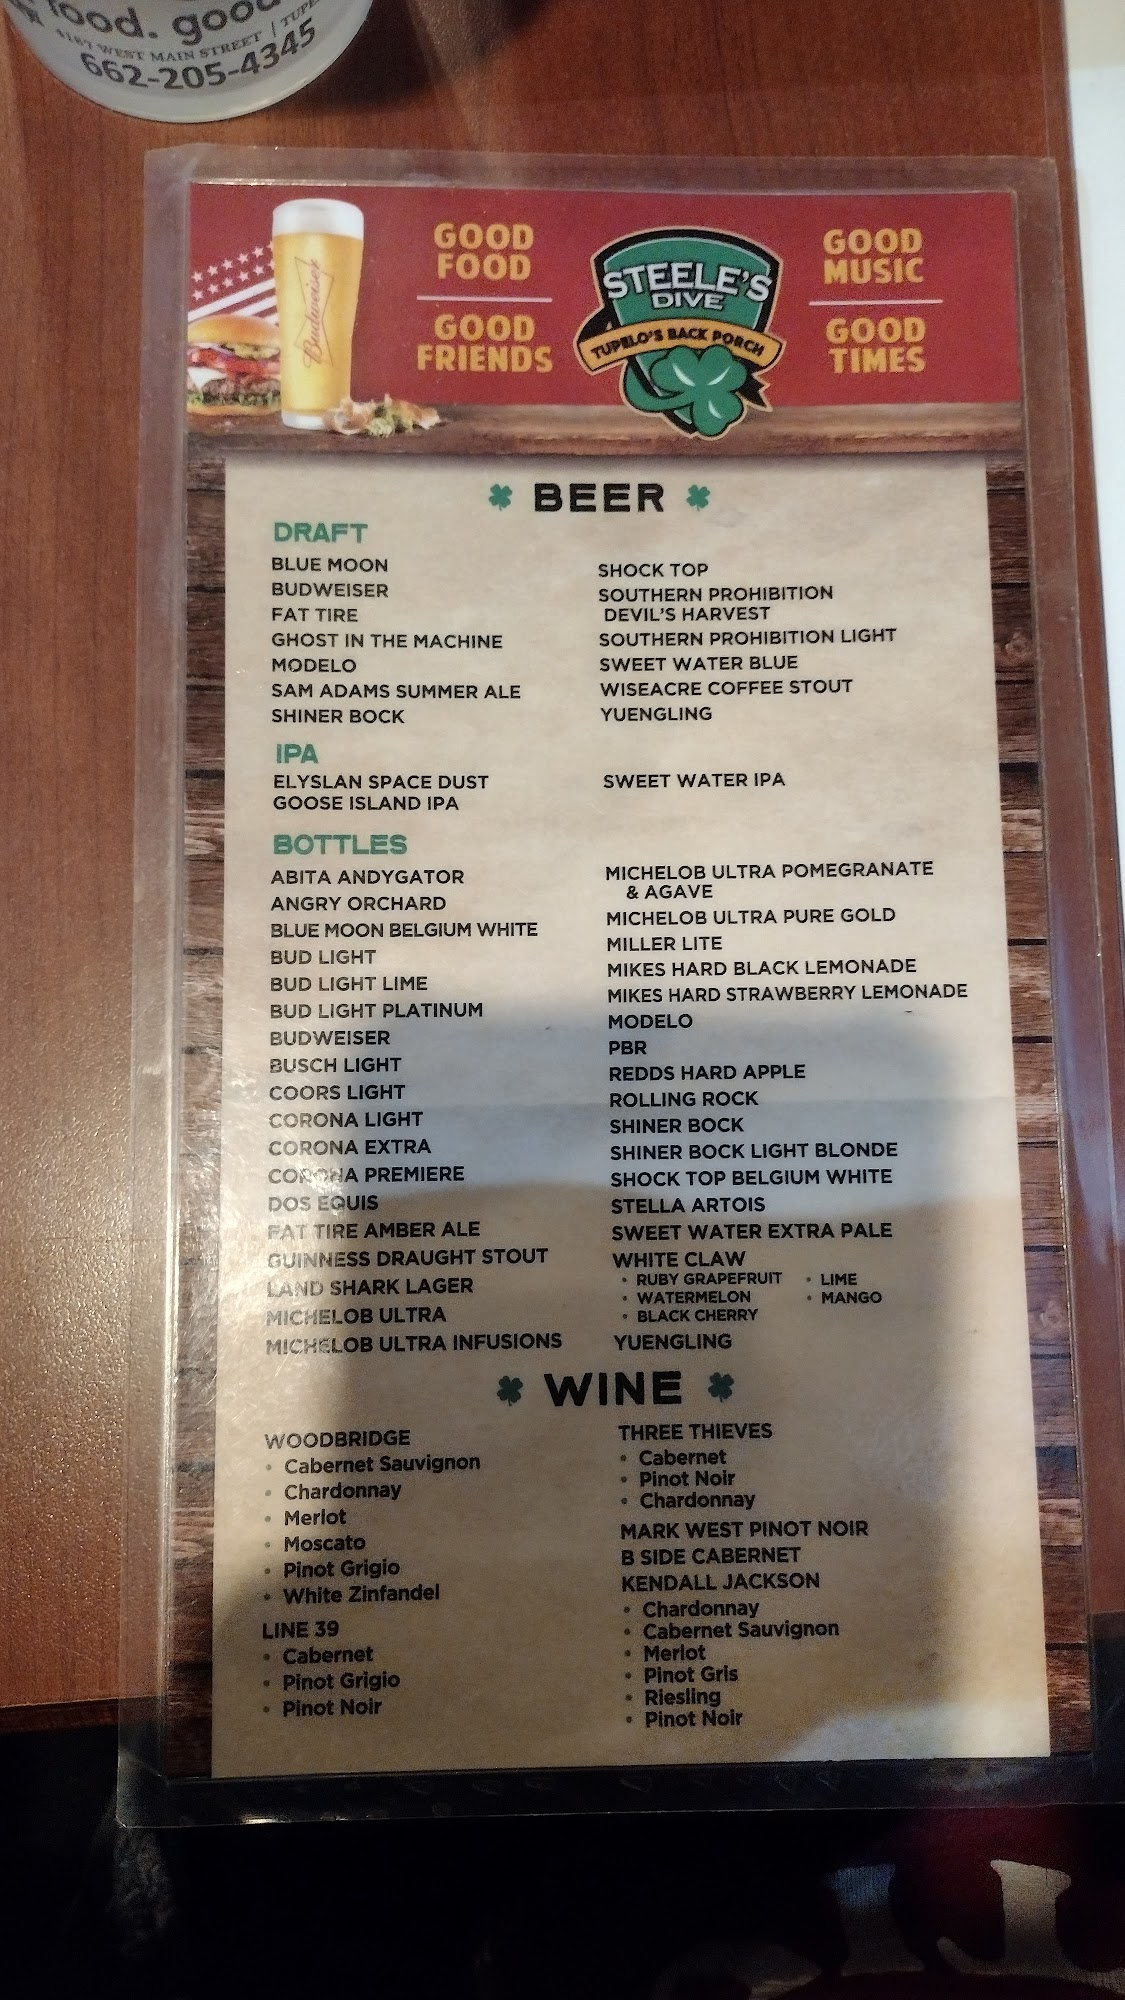 food. good
4187 WEST MAIN STREET | TUPE
662-205-4345
GOOD
FOOD
GOOD
FRIENDS
STEELE'S
DIVE
TUPELO'S BACK PORCH
GOOD
MUSIC
GOOD
TIMES
Budweiser
BEER
DRAFT
BLUE MOON
BUDWEISER
FAT TIRE
GHOST IN THE MACHINE
MODELO
SAM ADAMS SUMMER ALE
SHINER BOCK
SHOCK TOP
SOUTHERN PROHIBITION
DEVIL'S HARVEST
SOUTHERN PROHIBITION LIGHT
SWEET WATER BLUE
WISEACRE COFFEE STOUT
YUENGLING
IPA
ELYSLAN SPACE DUST
GOOSE ISLAND IPA
SWEET WATER IPA
BOTTLES
ABITA ANDYGATOR
ANGRY ORCHARD
BLUE MOON BELGIUM WHITE
BUD LIGHT
BUD LIGHT LIME
BUD LIGHT PLATINUM
BUDWEISER
BUSCH LIGHT
COORS LIGHT
CORONA LIGHT
CORONA EXTRA
CORONA PREMIERE
DOS EQUIS
FAT TIRE AMBER ALE
GUINNESS DRAUGHT STOUT
LAND SHARK LAGER
MICHELOB ULTRA
MICHELOB ULTRA INFUSIONS
MICHELOB ULTRA POMEGRANATE
& AGAVE
MICHELOB ULTRA PURE GOLD
MILLER LITE
MIKES HARD BLACK LEMONADE
MIKES HARD STRAWBERRY LEMONADE
MODELO
PBR
REDDS HARD APPLE
ROLLING ROCK
SHINER BOCK
SHINER BOCK LIGHT BLONDE
SHOCK TOP BELGIUM WHITE
STELLA ARTOIS
SWEET WATER EXTRA PALE
WHITE CLAW
• RUBY GRAPEFRUIT • LIME
• WATERMELON • MANGO
• BLACK CHERRY
YUENGLING
WINE
WOODBRIDGE
• Cabernet Sauvignon
• Chardonnay
• Merlot
• Moscato
• Pinot Grigio
• White Zinfandel
LINE 39
• Cabernet
• Pinot Grigio
• Pinot Noir
THREE THIEVES
• Cabernet
• Pinot Noir
• Chardonnay
MARK WEST PINOT NOIR
B SIDE CABERNET
KENDALL JACKSON
• Chardonnay
• Cabernet Sauvignon
• Merlot
• Pinot Gris
• Riesling
• Pinot Noir